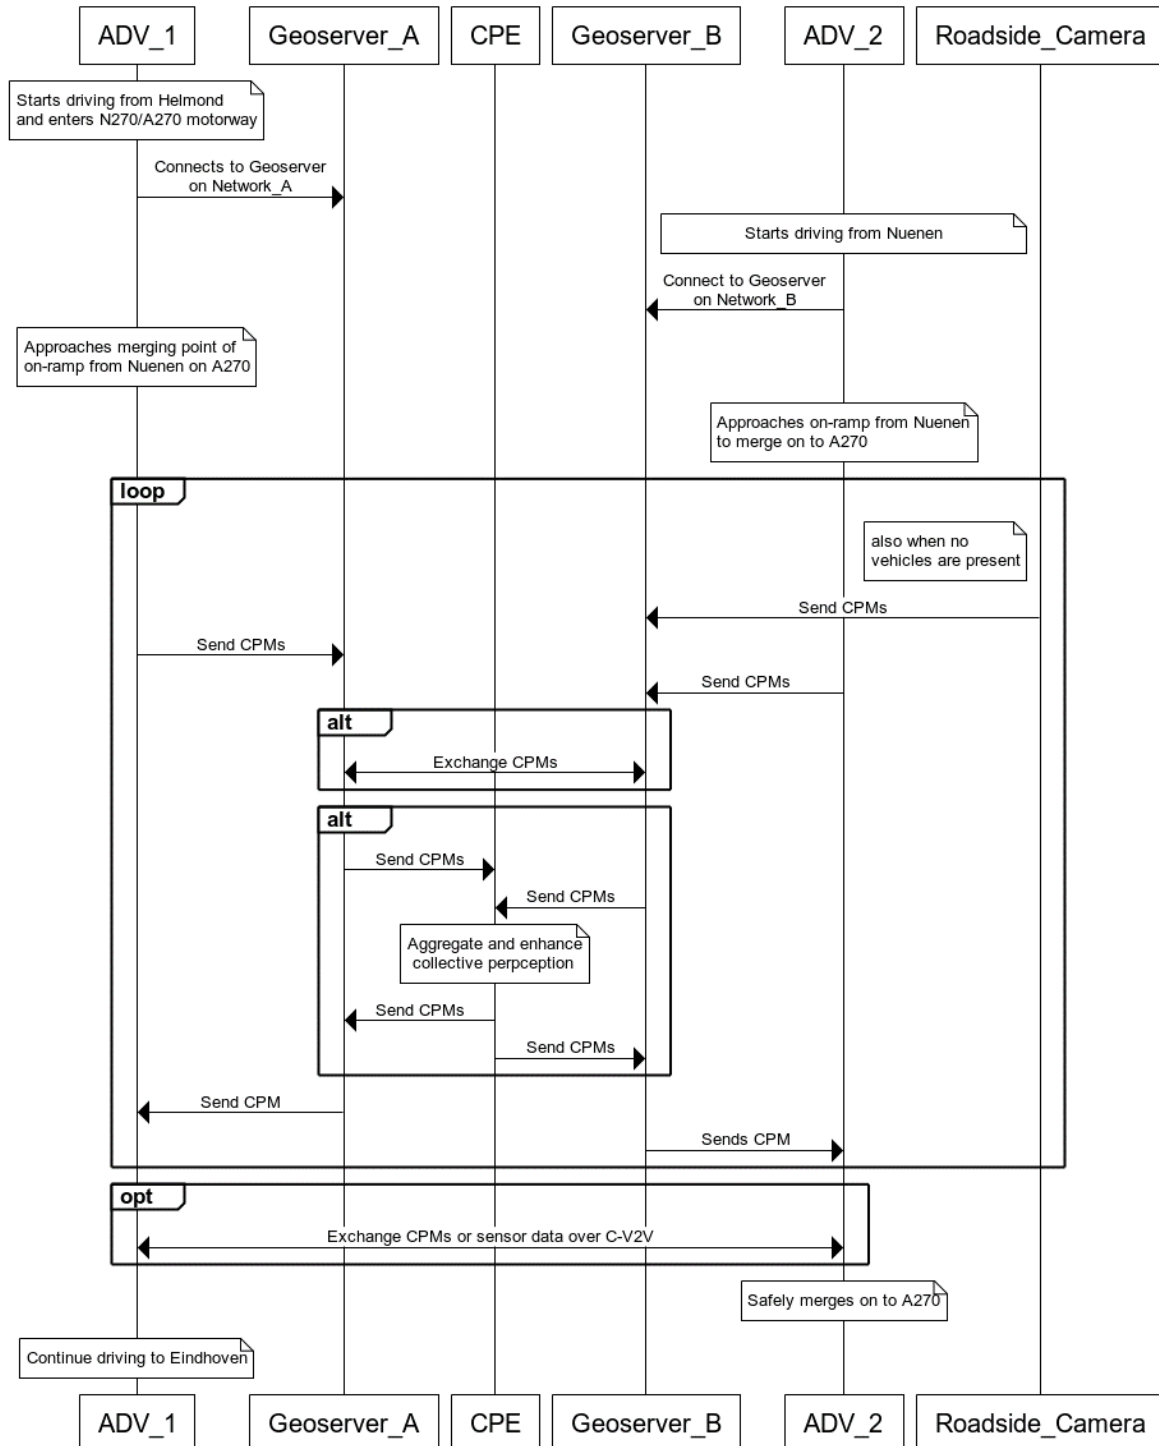 ADV_1
Geoserver_A
CPE
Geoserver_B
ADV_2
Roadside_Camera
Starts driving from Helmond
and enters N270/A270 motorway
Connects to Geoserver
on Network_A
Starts driving from Nuenen
Connect to Geoserver
on Network_B
Approaches merging point of
on-ramp from Nuenen on A270
Approaches on-ramp from Nuenen
to merge on to A270
loop
also when no
vehicles are present
Send CPMs
Send CPMs
Send CPMs
alt
Exchange CPMs
alt
Send CPMs
Send CPMs
Aggregate and enhance
collective perpception
Send CPMs
Send CPMs
Send CPM
Sends CPM
opt
Exchange CPMs or sensor data over C-V2V
Safely merges on to A270
Continue driving to Eindhoven
ADV_1
Geoserver_A
CPE
Geoserver_B
ADV_2
Roadside_Camera